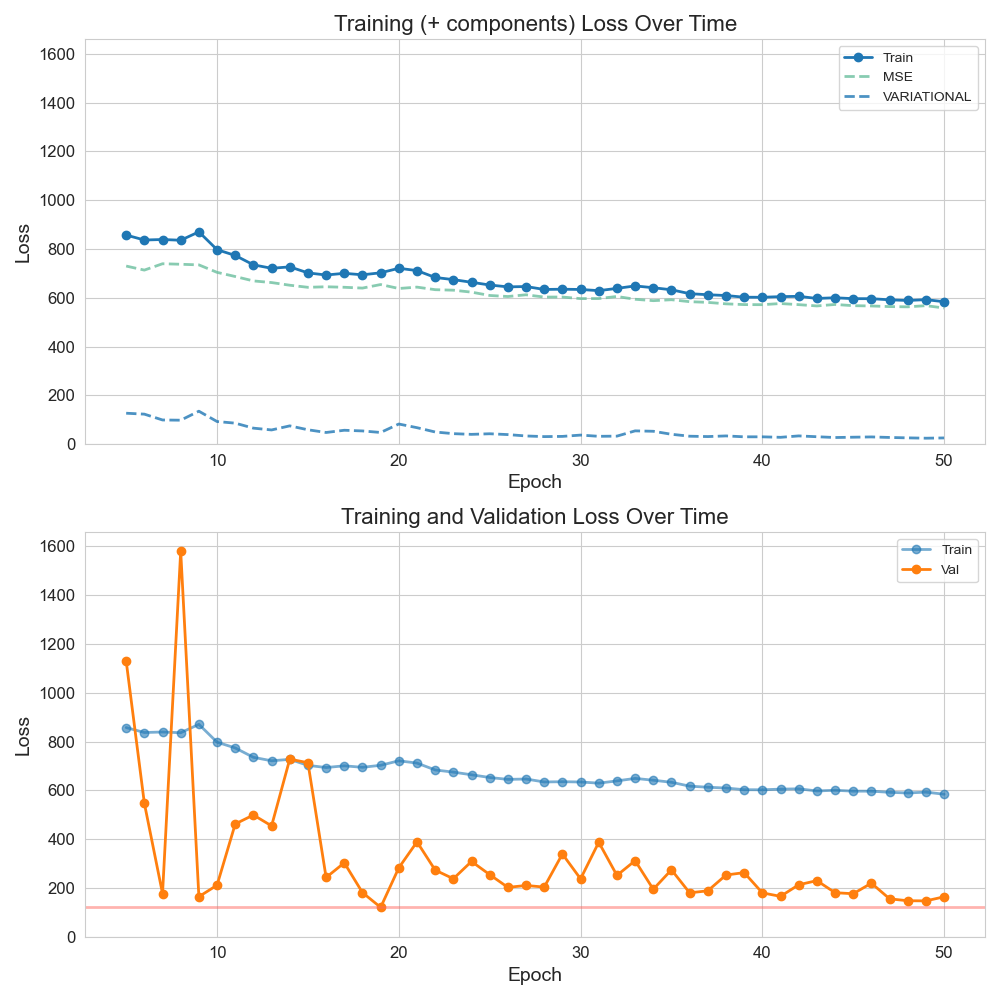 Training (+ components) Loss Over Time
1600
1400
1200
1000
800
600
400
200
0
Loss
10
20
30
40
50
Epoch
Train
MSE
VARIATIONAL
Training and Validation Loss Over Time
1600
1400
1200
1000
800
600
400
200
0
Loss
10
20
30
40
50
Epoch
Train
Val